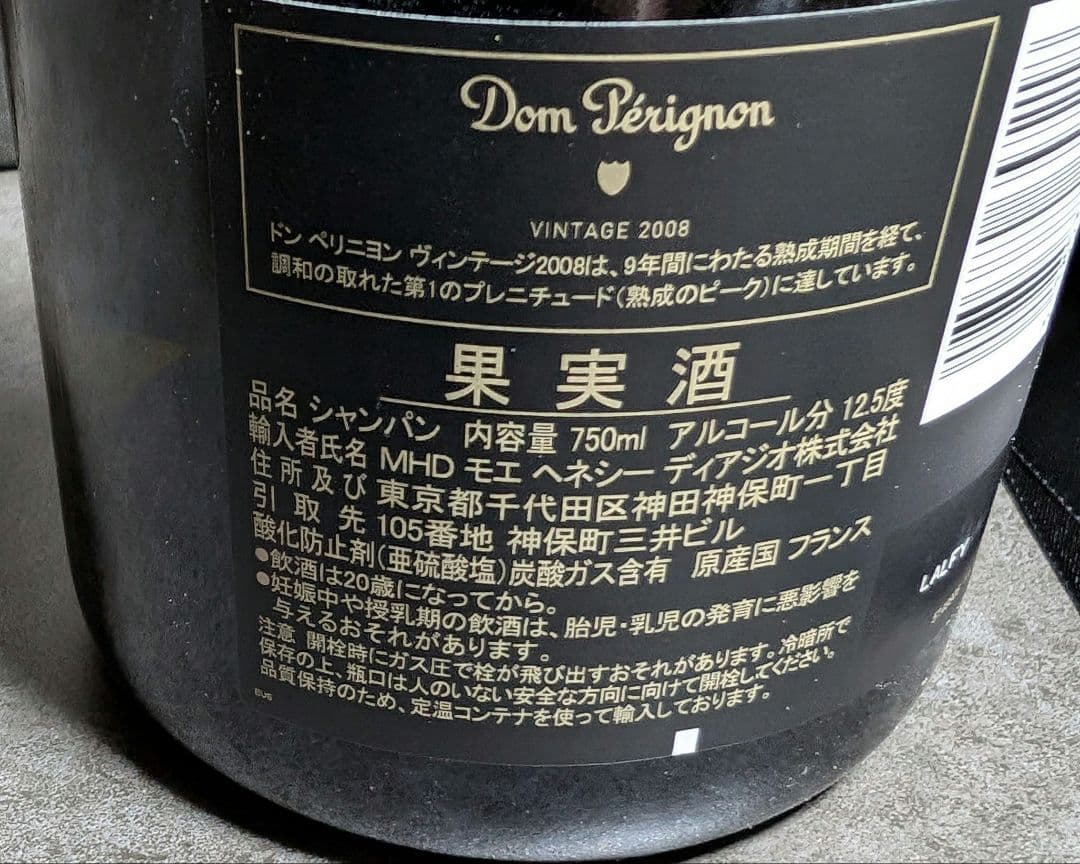 Dom Pérignon
VINTAGE 2008
ドン ペリニヨン ヴィンテージ2008は、9年間にわたる熟成期間を経て、
調和の取れた第1のプレニチュード(熟成のピーク)に達しています。
果実酒
品名 シャンパン 内容量 750ml アルコール分 12.5度
輸入者氏名 MHD モエ ヘネシー ディアジオ株式会社
住所及び 東京都千代田区神田神保町一丁目
引取先 105番地 神保町三井ビル
酸化防止剤(亜硫酸塩)炭酸ガス含有 原産国 フランス
●飲酒は20歳になってから。
●妊娠中や授乳期の飲酒は、胎児・乳児の発育に悪影響を
与えるおそれがあります。
注意 開栓時にガス圧で栓が飛び出すおそれがあります。冷暗所で
保存の上、瓶口は人のいない安全な方向に向けて開栓してください。
品質保持のため、定温コンテナを使って輸入しております。